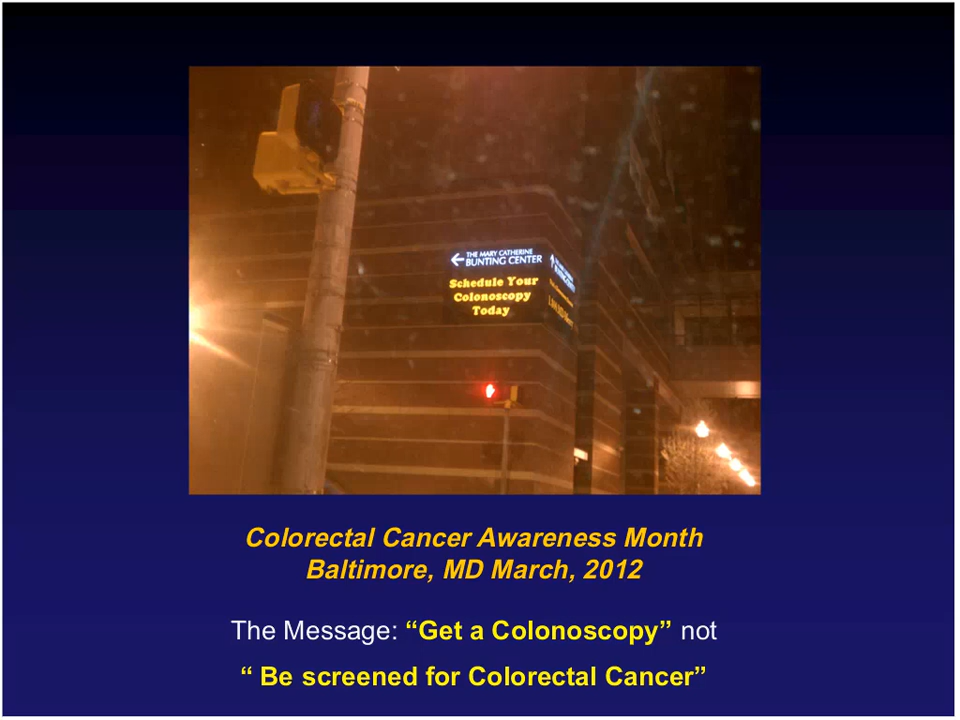 ← THE MARY CATHERINE
BUNTING CENTER
Schedule Your
Colonoscopy
Today
Colorectal Cancer Awareness Month
Baltimore, MD March, 2012
The Message: “Get a Colonoscopy” not
“ Be screened for Colorectal Cancer”